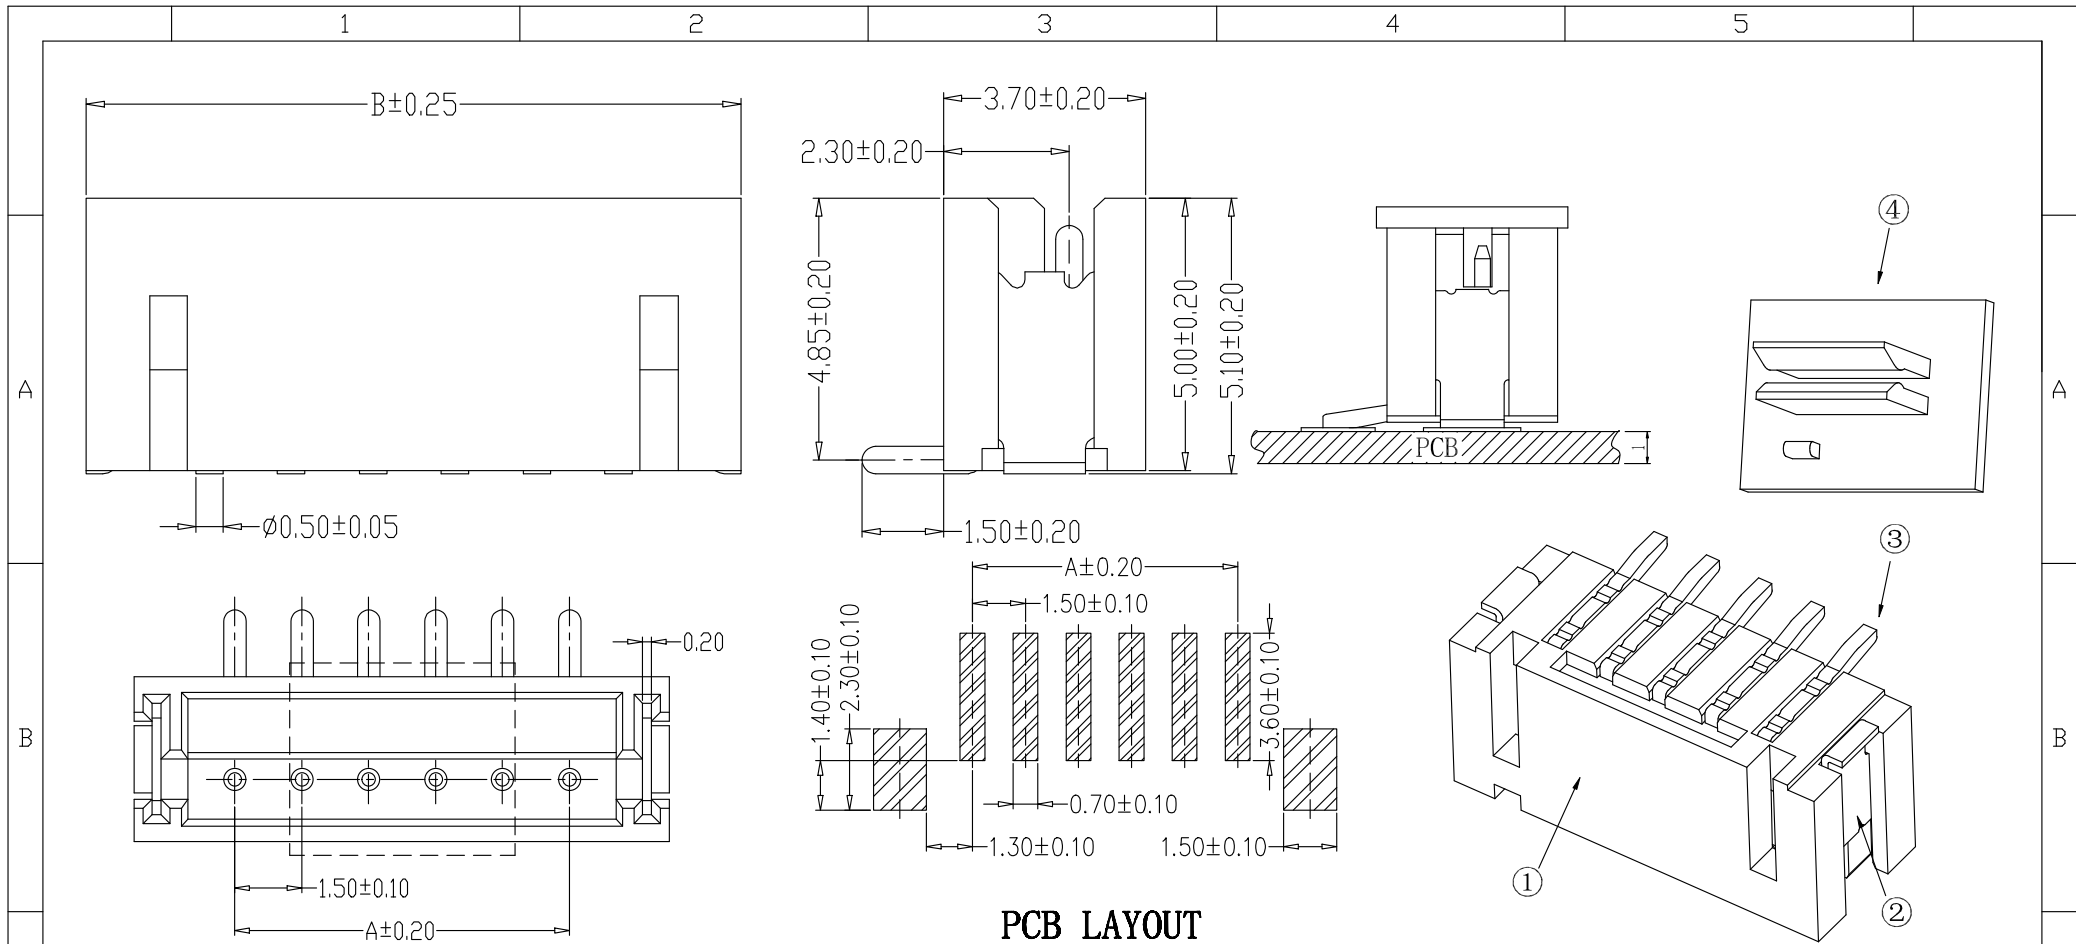 1 2 3 4 5
B±0.25
3.70±0.20
2.30±0.20
④
4.85±0.20
5.00±0.20
5.10±0.20
A
A
PCB
1
Ø0.50±0.05
1.50±0.20
③
A±0.20
1.50±0.10
0.20
1.40±0.10
2.30±0.10
3.60±0.10
B
B
0.70±0.10
1.30±0.10
1.50±0.10
1.50±0.10
①
②
A±0.20
PCB LAYOUT